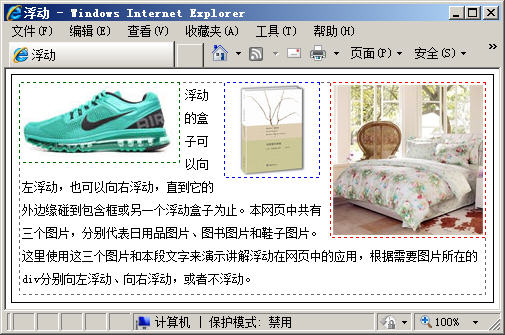 浮动 - Windows Internet Explorer
文件(F) 编辑(E) 查看(V) 收藏夹(A) 工具(T) 帮助(H)
浮动 页面(P) 安全(S) »
浮动
的盒
子可
以向
左浮动，也可以向右浮动，直到它的
外边缘碰到包含框或另一个浮动盒子为止。本网页中共有
三个图片，分别代表日用品图片、图书图片和鞋子图片。
这里使用这三个图片和本段文字来演示讲解浮动在网页中的应用，根据需要图片所在的
div分别向左浮动、向右浮动，或者不浮动。
计算机 | 保护模式: 禁用 100%